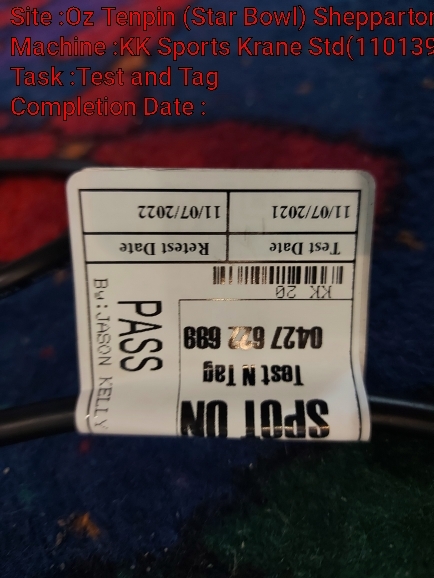 Site :Oz Tenpin (Star Bowl) Shepparton
Machine :KK Sports Krane Std(110139
Task :Test and Tag
Completion Date :
SPOT ON
Test N Tag
0427 622 689
KK 20
PASS
By:JASON KELLY
Test Date
Retest Date
11/07/2021
11/07/2022